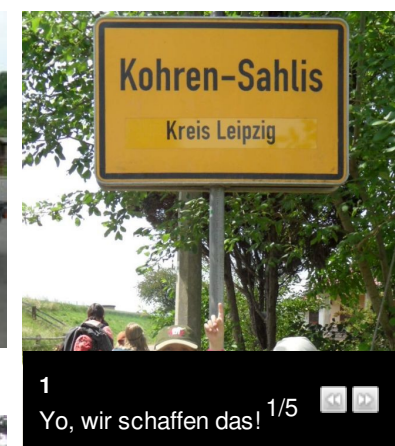 Kohren-Sahlis
Kreis Leipzig
1
Yo, wir schaffen das! 1/5